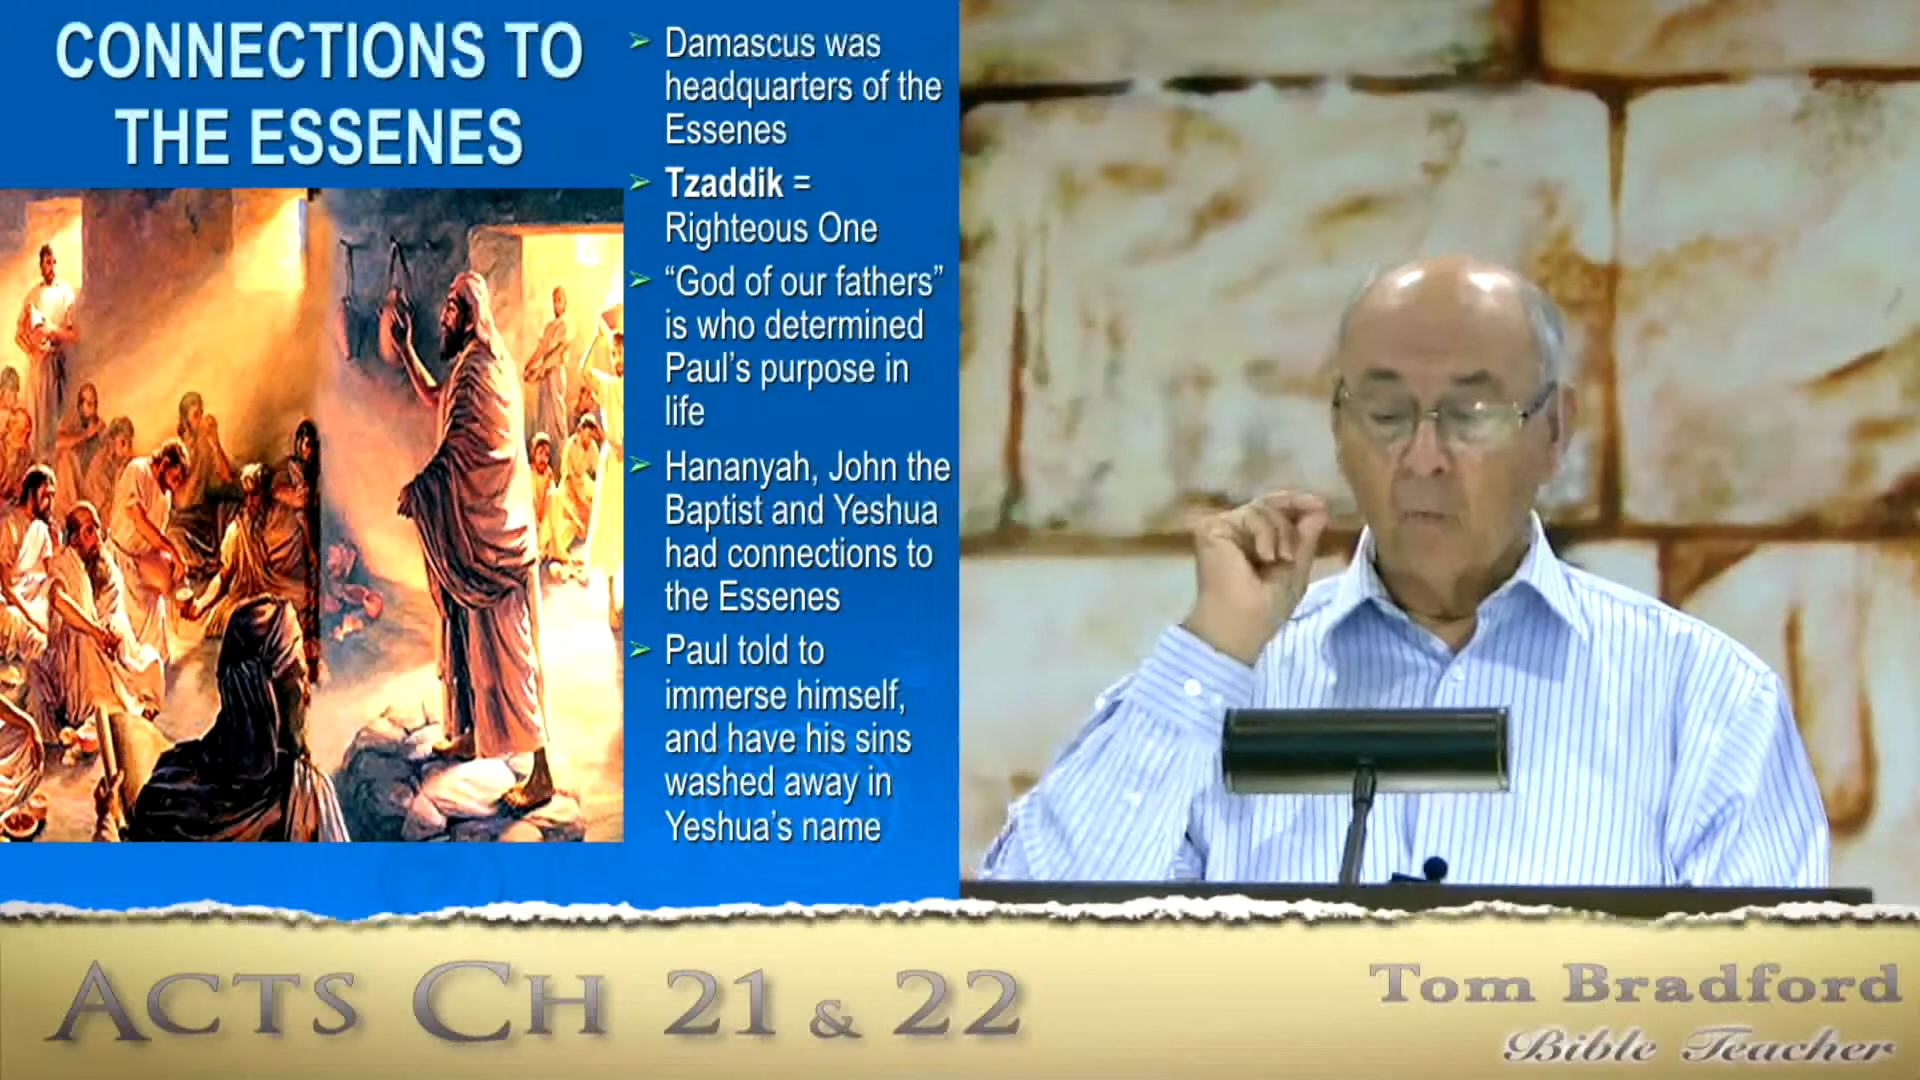 CONNECTIONS TO
THE ESSENES
Damascus was
headquarters of the
Essenes
Tzaddik =
Righteous One
“God of our fathers”
is who determined
Paul’s purpose in
life
Hananyah, John the
Baptist and Yeshua
had connections to
the Essenes
Paul told to
immerse himself,
and have his sins
washed away in
Yeshua’s name
ACTS CH 21 & 22
Tom Bradford
Bible Teacher